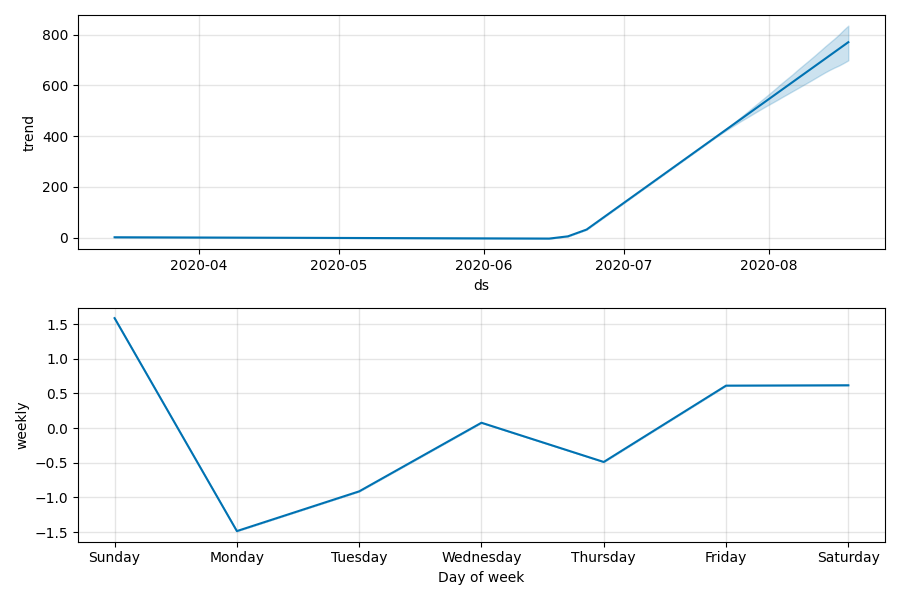 800
600
400
200
0
trend
2020-04 2020-05 2020-06 2020-07 2020-08
ds
1.5
1.0
0.5
0.0
−0.5
−1.0
−1.5
weekly
Sunday Monday Tuesday Wednesday Thursday Friday Saturday
Day of week